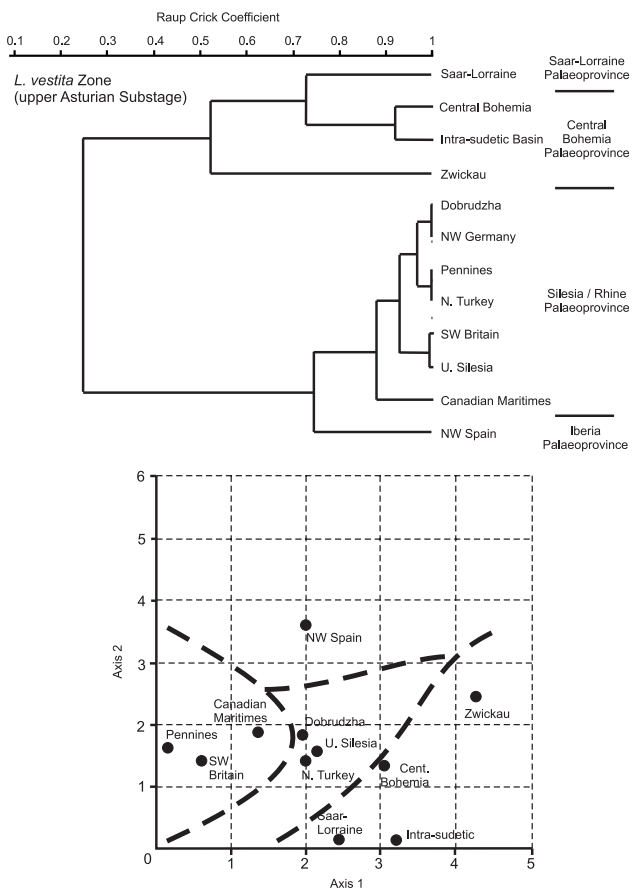 Raup Crick Coefficient
0.1 0.2 0.3 0.4 0.5 0.6 0.7 0.8 0.9 1
L. vestita Zone
(upper Asturian Substage)
Saar-Lorraine
Central Bohemia
Intra-sudetic Basin
Zwickau
Dobrudzha
NW Germany
Pennines
N. Turkey
SW Britain
U. Silesia
Canadian Maritimes
NW Spain
Saar-Lorraine
Palaeoprovince
Central
Bohemia
Palaeoprovince
Silesia / Rhine
Palaeoprovince
Iberia
Palaeoprovince
6
5
4
3
2
1
0
Axis 2
NW Spain
Zwickau
Canadian
Maritimes
Dobrudzha
Pennines
U. Silesia
SW
Britain
N. Turkey
Cent.
Bohemia
Saar-
Lorraine
Intra-sudetic
1 2 3 4 5
Axis 1